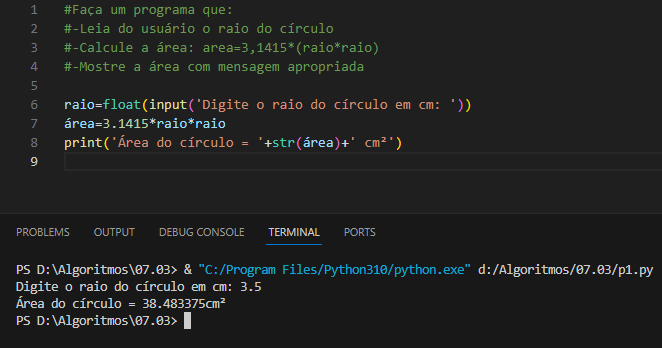 1 #Faça um programa que:
2 #-Leia do usuário o raio do círculo
3 #-Calcule a área: area=3,1415*(raio*raio)
4 #-Mostre a área com mensagem apropriada
5
6 raio=float(input('Digite o raio do círculo em cm: '))
7 área=3.1415*raio*raio
8 print('Área do círculo = '+str(área)+' cm²')
9
PROBLEMS OUTPUT DEBUG CONSOLE TERMINAL PORTS
PS D:\Algoritmos\07.03> & "C:/Program Files/Python310/python.exe" d:/Algoritmos/07.03/p1.py
Digite o raio do círculo em cm: 3.5
Área do círculo = 38.483375cm²
PS D:\Algoritmos\07.03>